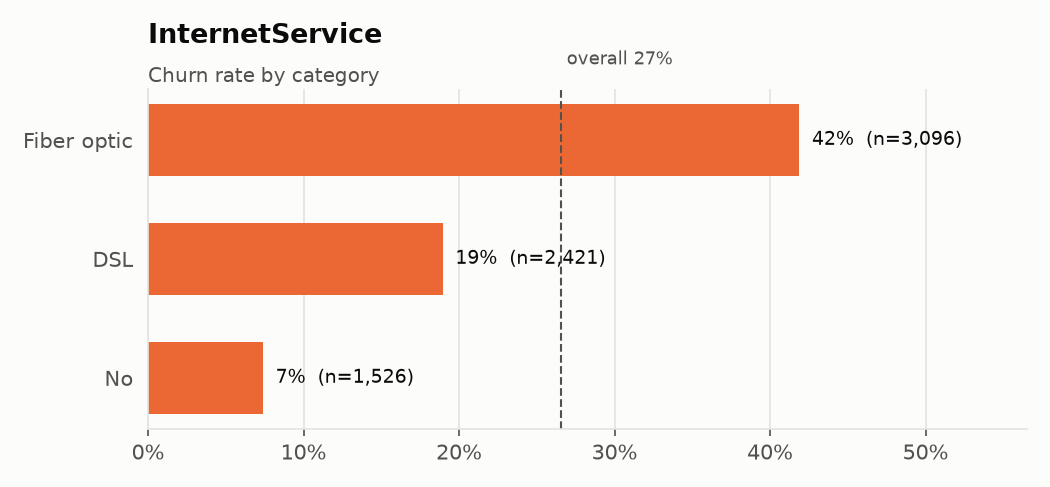 InternetService
overall 27%
Churn rate by category
Fiber optic
42% (n=3,096)
DSL
19% (n=2,421)
No
7% (n=1,526)
0% 10% 20% 30% 40% 50%